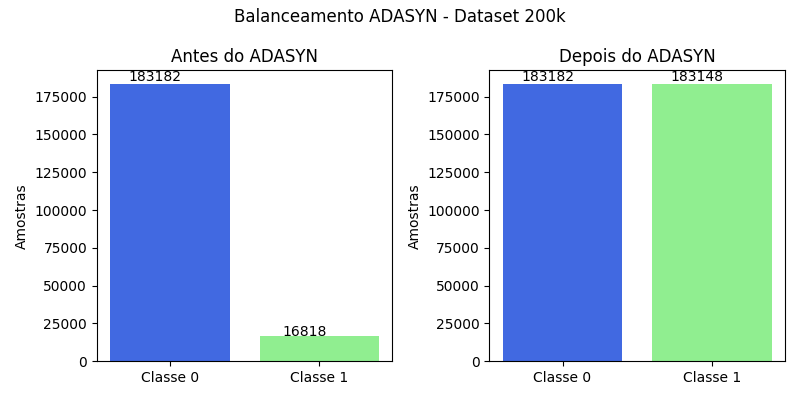 Balanceamento ADASYN - Dataset 200k
Antes do ADASYN
183182
16818
175000
150000
125000
100000
75000
50000
25000
0
Amostras
Classe 0
Classe 1
Depois do ADASYN
183182
183148
175000
150000
125000
100000
75000
50000
25000
0
Amostras
Classe 0
Classe 1